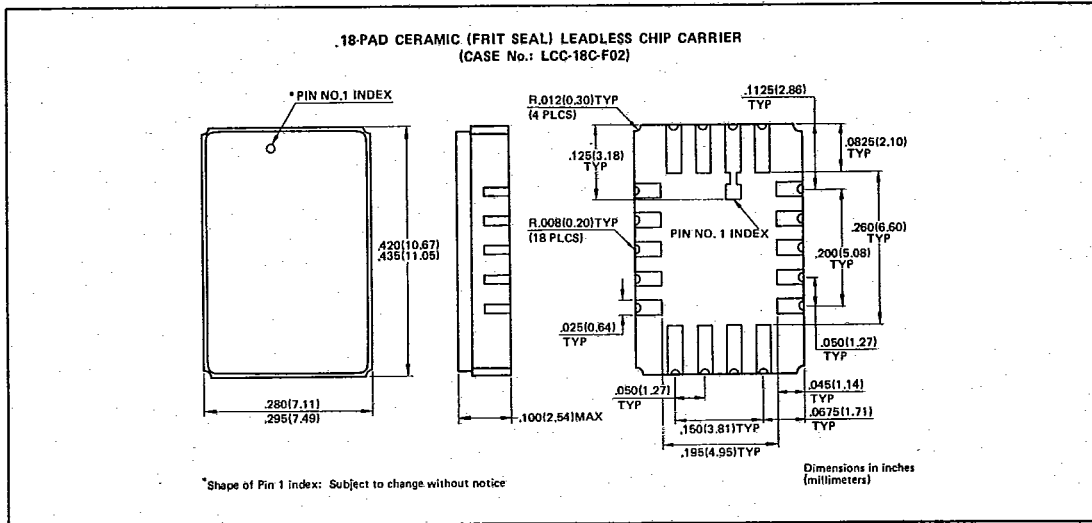 .18-PAD CERAMIC (FRIT SEAL) LEADLESS CHIP CARRIER
(CASE No.: LCC-18C-F02)
*PIN NO.1 INDEX
.420(10.67)
.435(11.05)
.280(7.11)
.295(7.49)
.100(2.54)MAX
R.012(0.30)TYP
(4 PLCS)
.125(3.18)
TYP
R.008(0.20)TYP
(18 PLCS)
.025(0.64)
TYP
PIN NO. 1 INDEX
.1125(2.86)
TYP
.0825(2.10)
TYP
.260(6.60)
TYP
.200(5.08)
TYP
.050(1.27)
TYP
.045(1.14)
TYP
.0675(1.71)
TYP
.050(1.27)
TYP
.150(3.81)TYP
.195(4.95)TYP
*Shape of Pin 1 index: Subject to change without notice
Dimensions in inches
(millimeters)